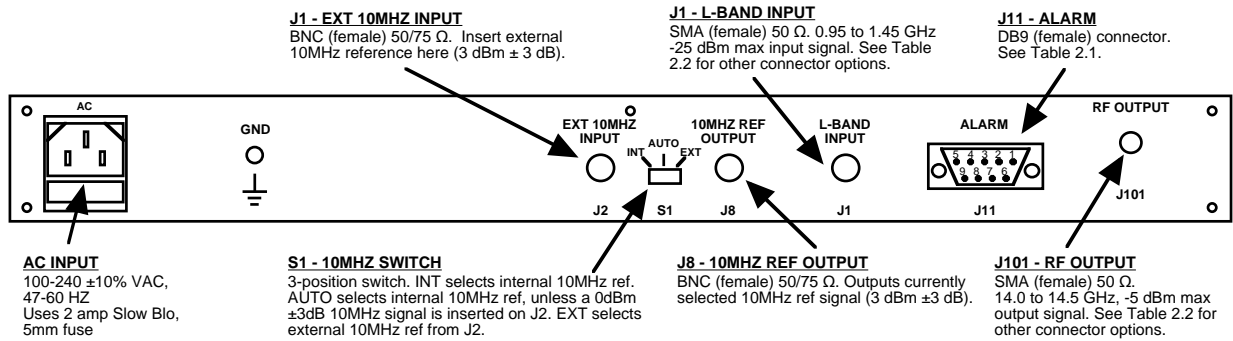 J1 - EXT 10MHZ INPUT
BNC (female) 50/75 Ω.  Insert external
10MHz reference here (3 dBm ± 3 dB).
J1 - L-BAND INPUT
SMA (female) 50 Ω. 0.95 to 1.45 GHz
-25 dBm max input signal. See Table
2.2 for other connector options.
J11 - ALARM
DB9 (female) connector.
See Table 2.1.
AC
GND
EXT 10MHZ
INPUT
INT
AUTO
EXT
10MHZ REF
OUTPUT
L-BAND
INPUT
ALARM
5 4 3 2 1
9 8 7 6
RF OUTPUT
J2
S1
J8
J1
J11
J101
AC INPUT
100-240 ±10% VAC,
47-60 HZ
Uses 2 amp Slow Blo,
5mm fuse
S1 - 10MHZ SWITCH
3-position switch. INT selects internal 10MHz ref.
AUTO selects internal 10MHz ref, unless a 0dBm
±3dB 10MHz signal is inserted on J2. EXT selects
external 10MHz ref from J2.
J8 - 10MHZ REF OUTPUT
BNC (female) 50/75 Ω. Outputs currently
selected 10MHz ref signal (3 dBm ±3 dB).
J101 - RF OUTPUT
SMA (female) 50 Ω.
14.0 to 14.5 GHz, -5 dBm max
output signal. See Table 2.2 for
other connector options.